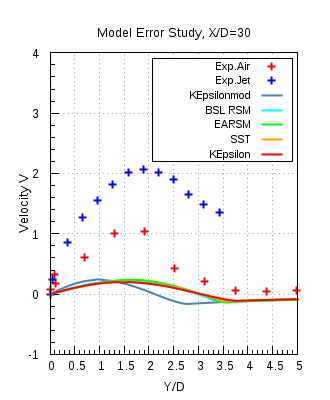 Model Error Study, X/D=30
Exp.Air
Exp.Jet
KEpsilonmod
BSL RSM
EARSM
SST
KEpsilon
Velocity V
4
3
2
1
0
-1
0 0.5 1 1.5 2 2.5 3 3.5 4 4.5 5
Y/D